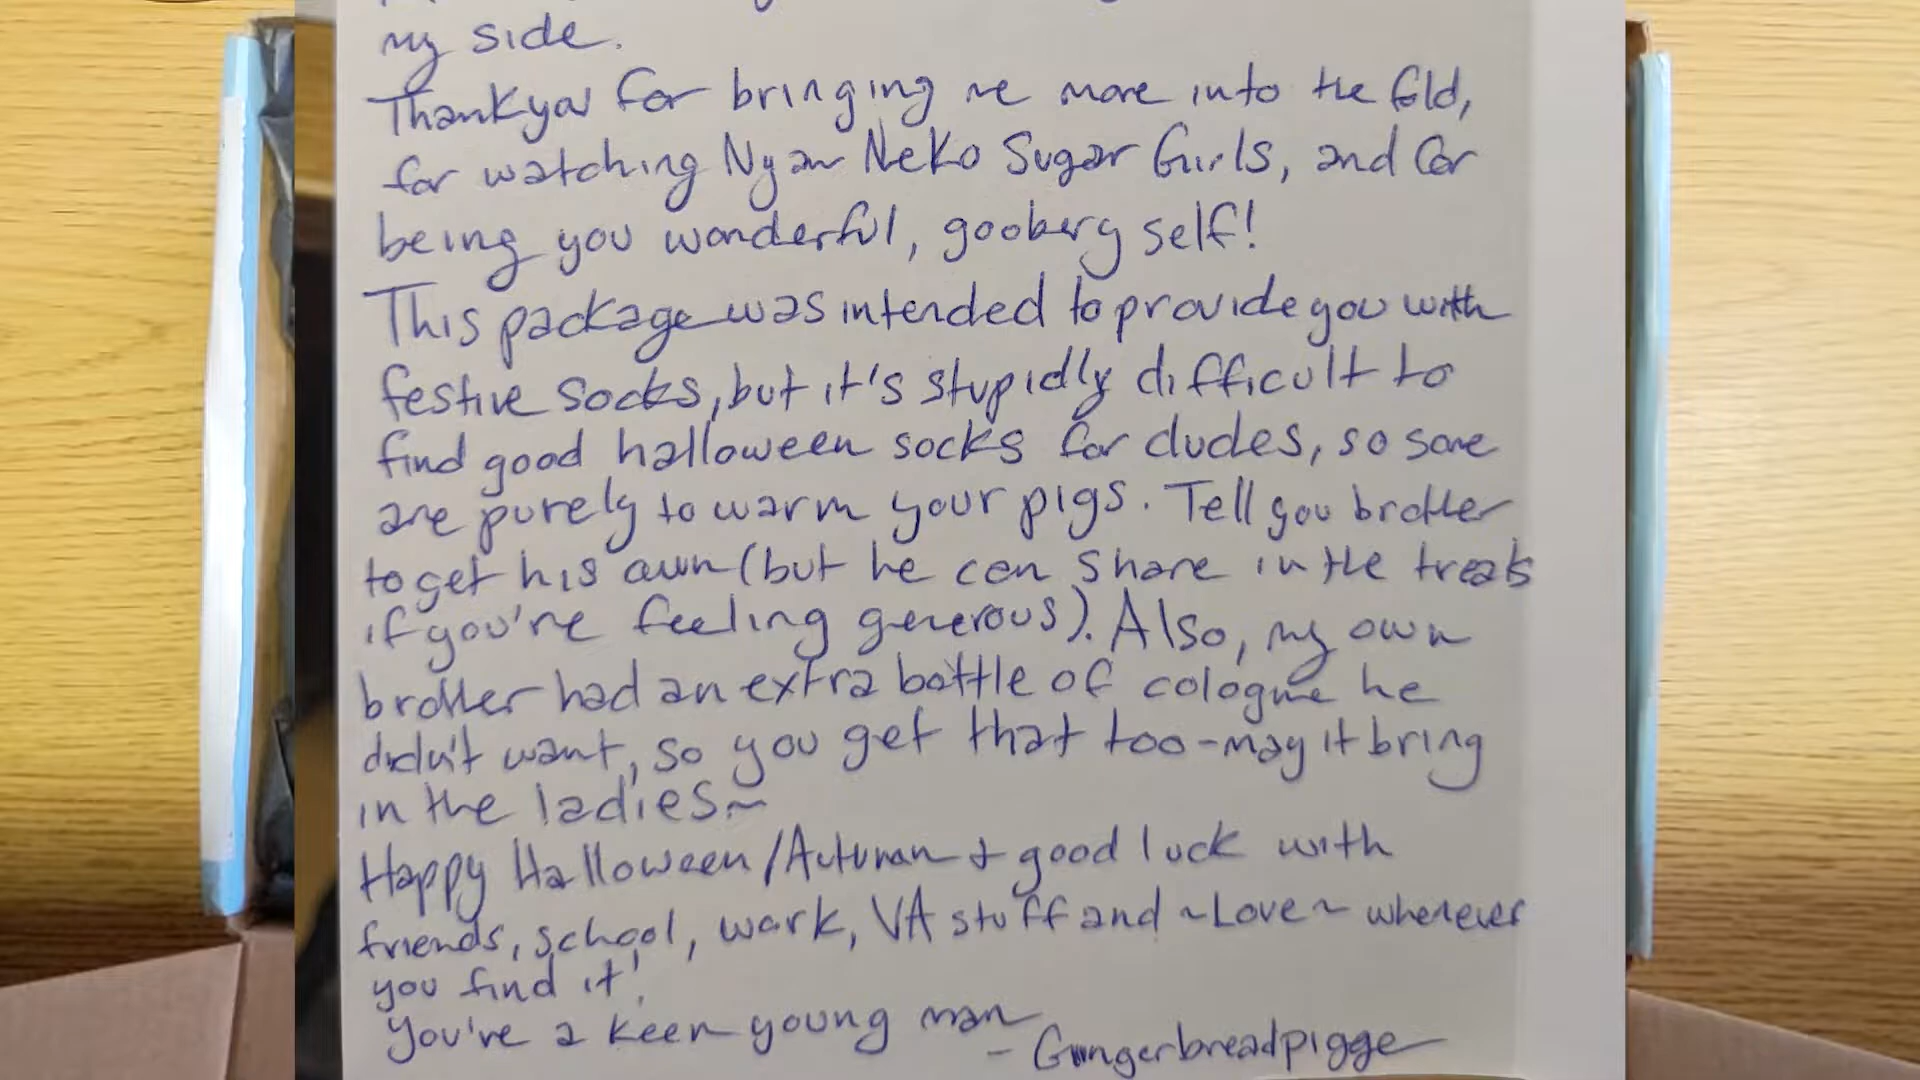 my side.
Thankyou for bringing me more into the fold,
for watching Nyan Neko Sugar Girls, and for
being you wonderful, goobery self!
This package was intended to provide you with
festive socks, but it's stupidly difficult to
find good halloween socks for dudes, so some
are purely to warm your pigs. Tell you brother
to get his own (but he can share in the treats
if you're feeling generous). Also, my own
brother had an extra bottle of cologne he
didn't want, so you get that too-may it bring
in the ladies~
Happy Halloween/Autumn + good luck with
friends, school, work, VA stuff and ~Love~ whenever
you find it!
You're a keen young man
- Gingerbreadpigge